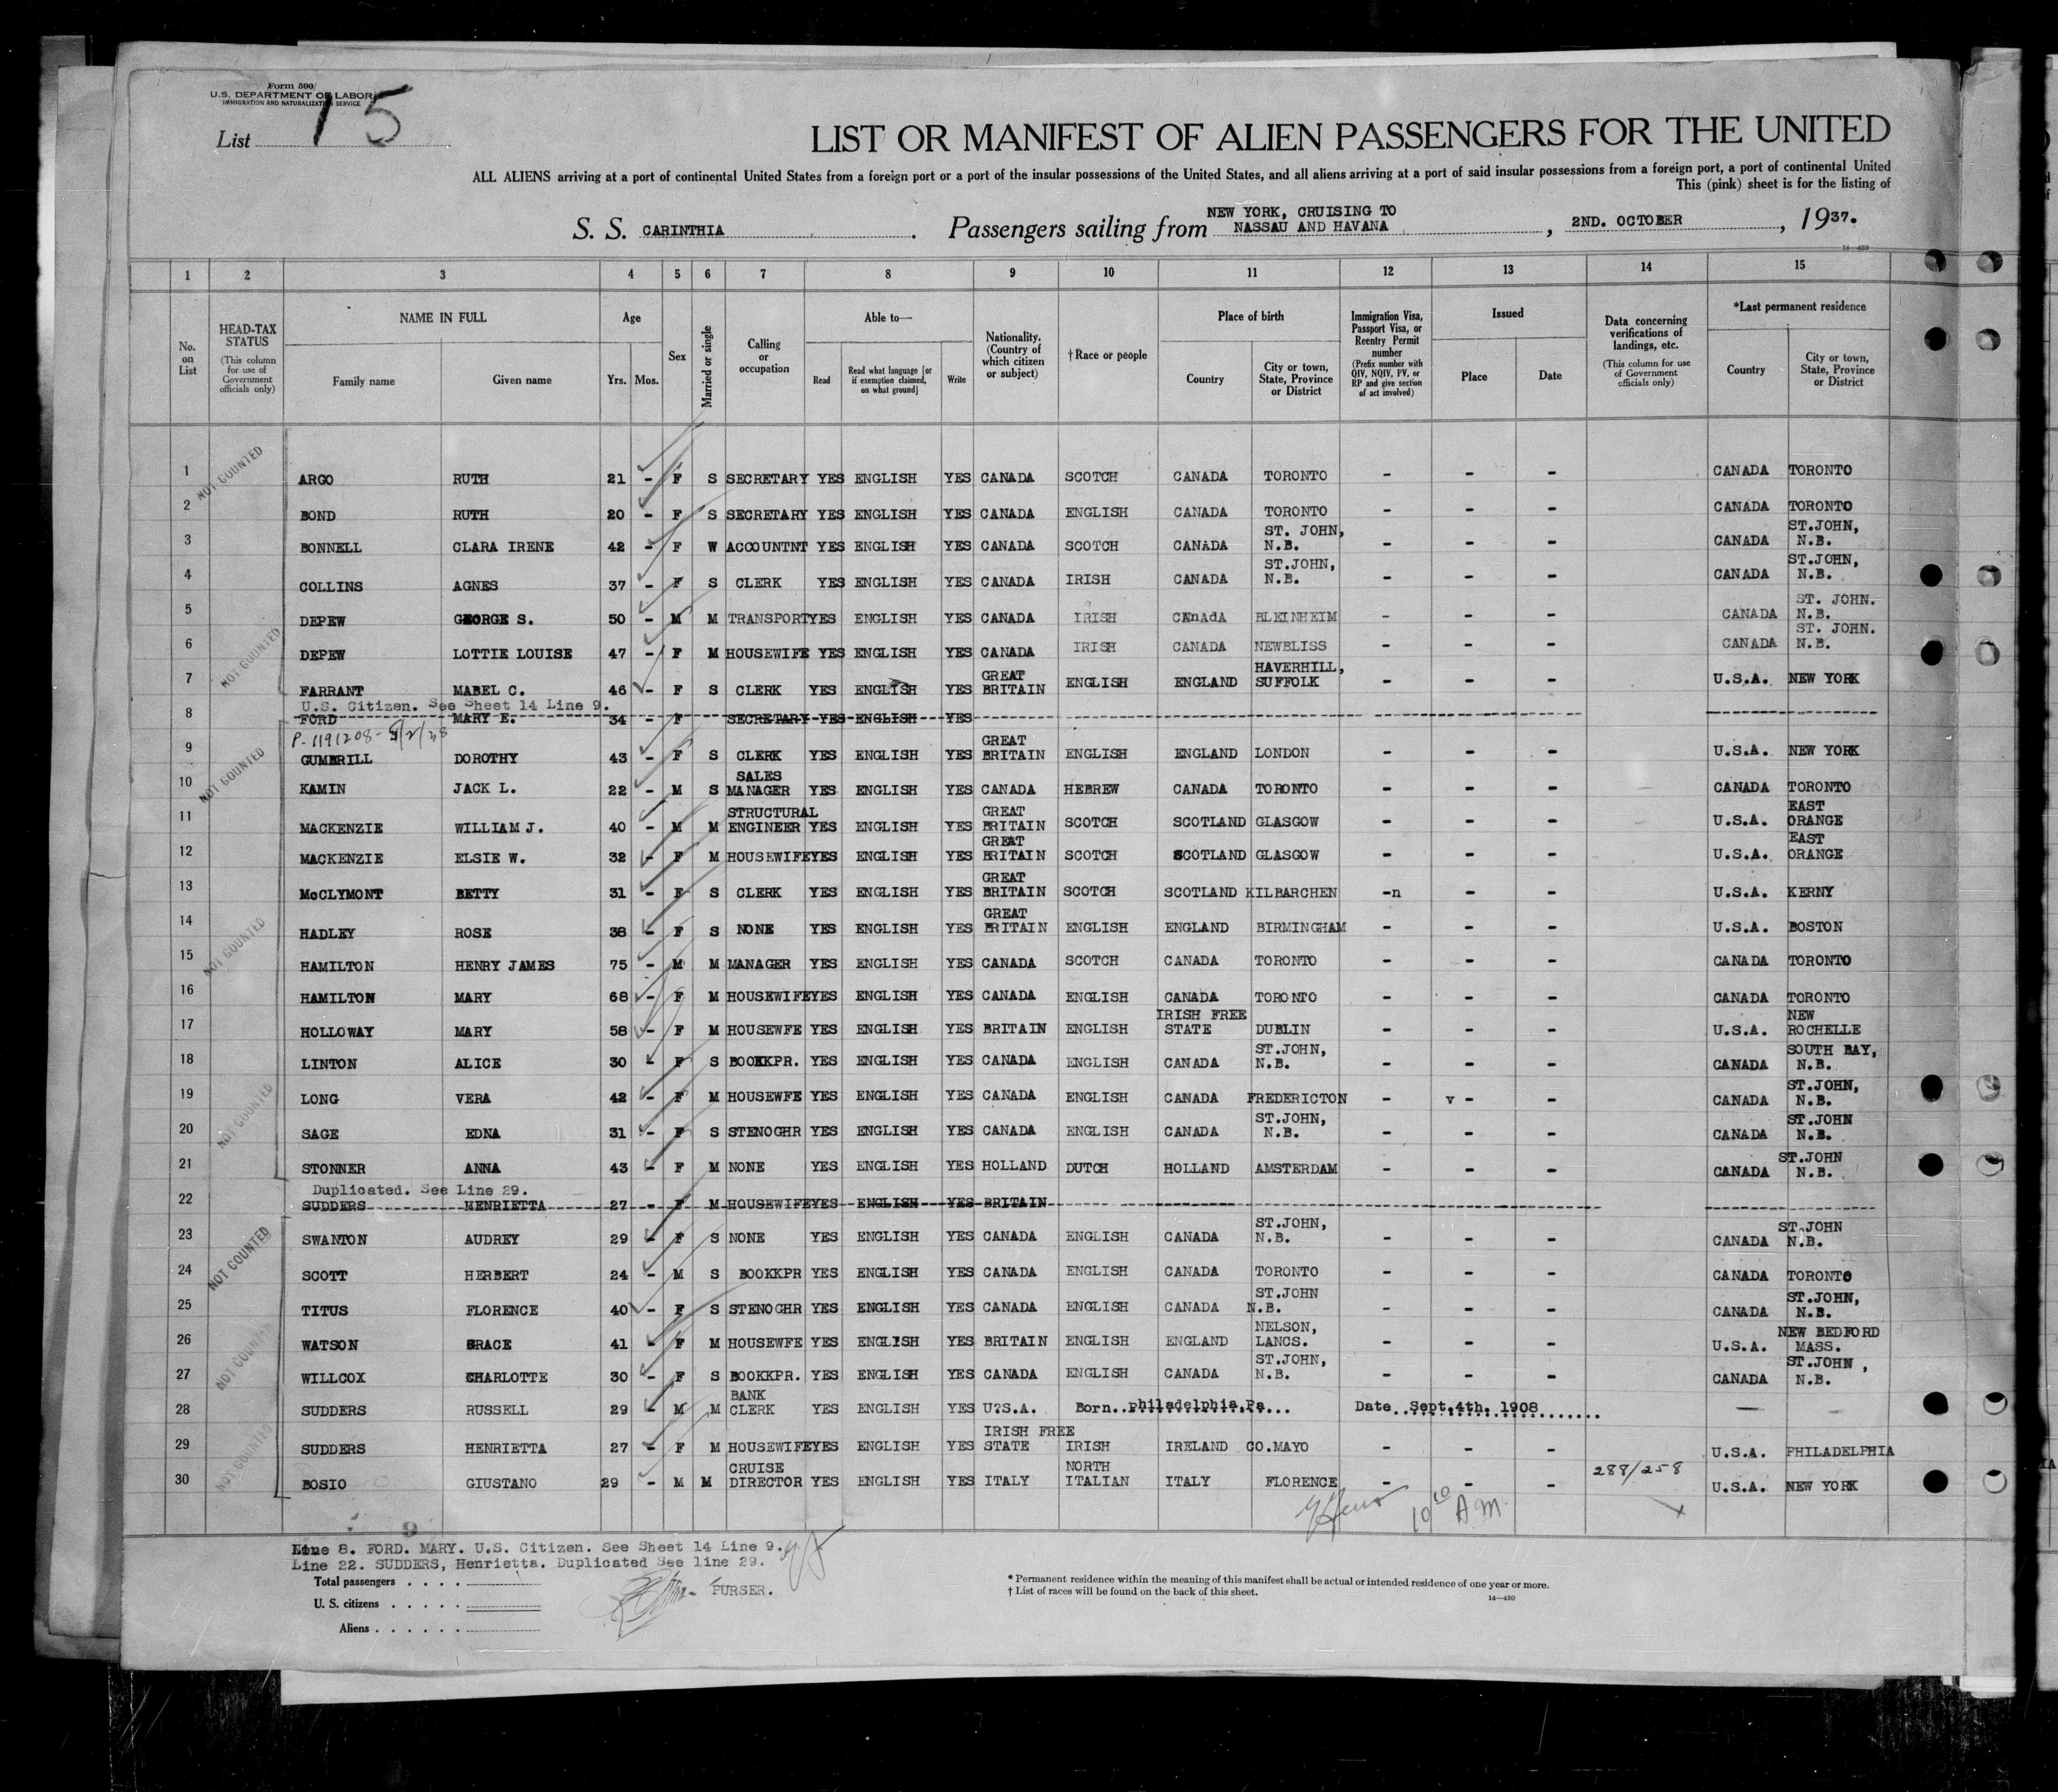 Form 500
U.S. DEPARTMENT OF LABOR
IMMIGRATION AND NATURALIZATION SERVICE
List 15
LIST OR MANIFEST OF ALIEN PASSENGERS FOR THE UNITED
ALL ALIENS arriving at a port of continental United States from a foreign port or a port of the insular possessions of the United States, and all aliens arriving at a port of said insular possessions from a foreign port, a port of continental United
This (pink) sheet is for the listing of
S. S. CARINTHIA. Passengers sailing from NEW YORK, CRUISING TO NASSAU AND HAVANA, 2ND. OCTOBER, 1937.
14—430
1 2 3 4 5 6 7 8 9 10 11 12 13 14 15
No. on List
HEAD-TAX STATUS (This column for use of Government officials only)
NAME IN FULL Family name Given name
Age Yrs. Mos.
Sex
Married or single
Calling or occupation
Able to— Read Read what language [or if exemption claimed, on what ground] Write
Nationality. (Country of which citizen or subject)
†Race or people
Place of birth Country City or town, State, Province or District
Immigration Visa, Passport Visa, or Reentry Permit number (Prefix number with QIV, NQIV, PV, or RP and give section of act involved)
Issued Place Date
Data concerning verifications of landings, etc. (This column for use of Government officials only)
*Last permanent residence Country City or town, State, Province or District
NOT COUNTED
1 ARGO RUTH 21 - F S SECRETARY YES ENGLISH YES CANADA SCOTCH CANADA TORONTO - - - CANADA TORONTO
2 BOND RUTH 20 - F S SECRETARY YES ENGLISH YES CANADA ENGLISH CANADA TORONTO - - - CANADA TORONTO
3 BONNELL CLARA IRENE 42 - F W ACCOUNTNT YES ENGLISH YES CANADA SCOTCH CANADA ST. JOHN, N.B. - - - CANADA ST.JOHN, N.B.
4 COLLINS AGNES 37 - F S CLERK YES ENGLISH YES CANADA IRISH CANADA ST.JOHN, N.B. - - - CANADA ST.JOHN, N.B.
5 DEPEW GEORGE S. 50 - M M TRANSPORT YES ENGLISH YES CANADA IRISH CAnAdA BLEINHEIM - - - CANADA ST. JOHN. N.B.
NOT COUNTED
6 DEPEW LOTTIE LOUISE 47 - F M HOUSEWIFE YES ENGLISH YES CANADA IRISH CANADA NEWBLISS - - - CANADA ST. JOHN. N.B.
7 FARRANT MABEL C. 46 - F S CLERK YES ENGLISH YES GREAT BRITAIN ENGLISH ENGLAND HAVERHILL, SUFFOLK - - - U.S.A. NEW YORK
U.S. Citizen. See Sheet 14 Line 9.
8 FORD MARY E. 34 - F SECRETARY YES ENGLISH YES
P-1191208-
9 GUMBRILL DOROTHY 43 - F S CLERK YES ENGLISH YES GREAT BRITAIN ENGLISH ENGLAND LONDON - - - U.S.A. NEW YORK
NOT COUNTED
10 KAMIN JACK L. 22 - M S SALES MANAGER YES ENGLISH YES CANADA HEBREW CANADA TORONTO - - - CANADA TORONTO
11 MACKENZIE WILLIAM J. 40 - M M STRUCTURAL ENGINEER YES ENGLISH YES GREAT BRITAIN SCOTCH SCOTLAND GLASGOW - - - U.S.A. EAST ORANGE
12 MACKENZIE ELSIE W. 32 - F M HOUSEWIFE YES ENGLISH YES GREAT BRITAIN SCOTCH SCOTLAND GLASGOW - - - U.S.A. EAST ORANGE
13 McCLYMONT BETTY 31 - F S CLERK YES ENGLISH YES GREAT BRITAIN SCOTCH SCOTLAND KILBARCHEN -n - - U.S.A. KERNY
14 HADLEY ROSE 38 - F S NONE YES ENGLISH YES GREAT BRITAIN ENGLISH ENGLAND BIRMINGHAM - - - U.S.A. BOSTON
NOT COUNTED
15 HAMILTON HENRY JAMES 75 - M M MANAGER YES ENGLISH YES CANADA SCOTCH CANADA TORONTO - - - CANADA TORONTO
16 HAMILTON MARY 68 - F M HOUSEWIFE YES ENGLISH YES CANADA ENGLISH CANADA TORONTO - - - CANADA TORONTO
17 HOLLOWAY MARY 58 - F M HOUSEWFE YES ENGLISH YES BRITAIN ENGLISH IRISH FREE STATE DUBLIN - - - U.S.A. NEW ROCHELLE
18 LINTON ALICE 30 - F S BOOKKPR. YES ENGLISH YES CANADA ENGLISH CANADA ST.JOHN, N.B. - - - CANADA SOUTH BAY, N.B.
19 LONG VERA 42 - F M HOUSEWFE YES ENGLISH YES CANADA ENGLISH CANADA FREDERICTON - v - - CANADA ST.JOHN, N.B.
NOT COUNTED
20 SAGE EDNA 31 - F S STENOGHR YES ENGLISH YES CANADA ENGLISH CANADA ST.JOHN, N.B. - - - CANADA ST.JOHN N.B.
21 STONNER ANNA 43 - F M NONE YES ENGLISH YES HOLLAND DUTCH HOLLAND AMSTERDAM - - - CANADA ST.JOHN N.B.
Duplicated. See Line 29.
22 SUDDERS HENRIETTA 27 - F M HOUSEWIFE YES ENGLISH YES BRITAIN
23 SWANTON AUDREY 29 - F S NONE YES ENGLISH YES CANADA ENGLISH CANADA ST.JOHN, N.B. - - - CANADA ST.JOHN N.B.
NOT COUNTED
24 SCOTT HERBERT 24 - M S BOOKKPR YES ENGLISH YES CANADA ENGLISH CANADA TORONTO - - - CANADA TORONTO
25 TITUS FLORENCE 40 - F S STENOGHR YES ENGLISH YES CANADA ENGLISH CANADA ST.JOHN N.B. - - - CANADA ST.JOHN, N.B.
26 WATSON GRACE 41 - F M HOUSEWFE YES ENGLISH YES BRITAIN ENGLISH ENGLAND NELSON, LANCS. - - - U.S.A. NEW BEDFORD MASS.
NOT COUNTED
27 WILLCOX CHARLOTTE 30 - F S BOOKKPR. YES ENGLISH YES CANADA ENGLISH CANADA ST.JOHN, N.B. - - - CANADA ST.JOHN, N.B.
28 SUDDERS RUSSELL 29 - M M BANK CLERK YES ENGLISH YES U.S.A. Born..Philadelphia,Pa... Date..Sept.4th. 1908 — —
29 SUDDERS HENRIETTA 27 - F M HOUSEWIFE YES ENGLISH YES IRISH FREE STATE IRISH IRELAND CO.MAYO - - - U.S.A. PHILADELPHIA
NOT COUNTED
30 BOSIO GIUSTANO 29 - M M CRUISE DIRECTOR YES ENGLISH YES ITALY NORTH ITALIAN ITALY FLORENCE - - - 288/258 U.S.A. NEW YORK
10 10 A.M.
9
Line 8. FORD. MARY. U.S. Citizen. See Sheet 14 Line 9.
Line 22. SUDDERS, Henrietta. Duplicated See line 29.
Total passengers . . . .
U. S. citizens . . . . .
Aliens . . . . . .
PURSER.
* Permanent residence within the meaning of this manifest shall be actual or intended residence of one year or more.
† List of races will be found on the back of this sheet.
14—430